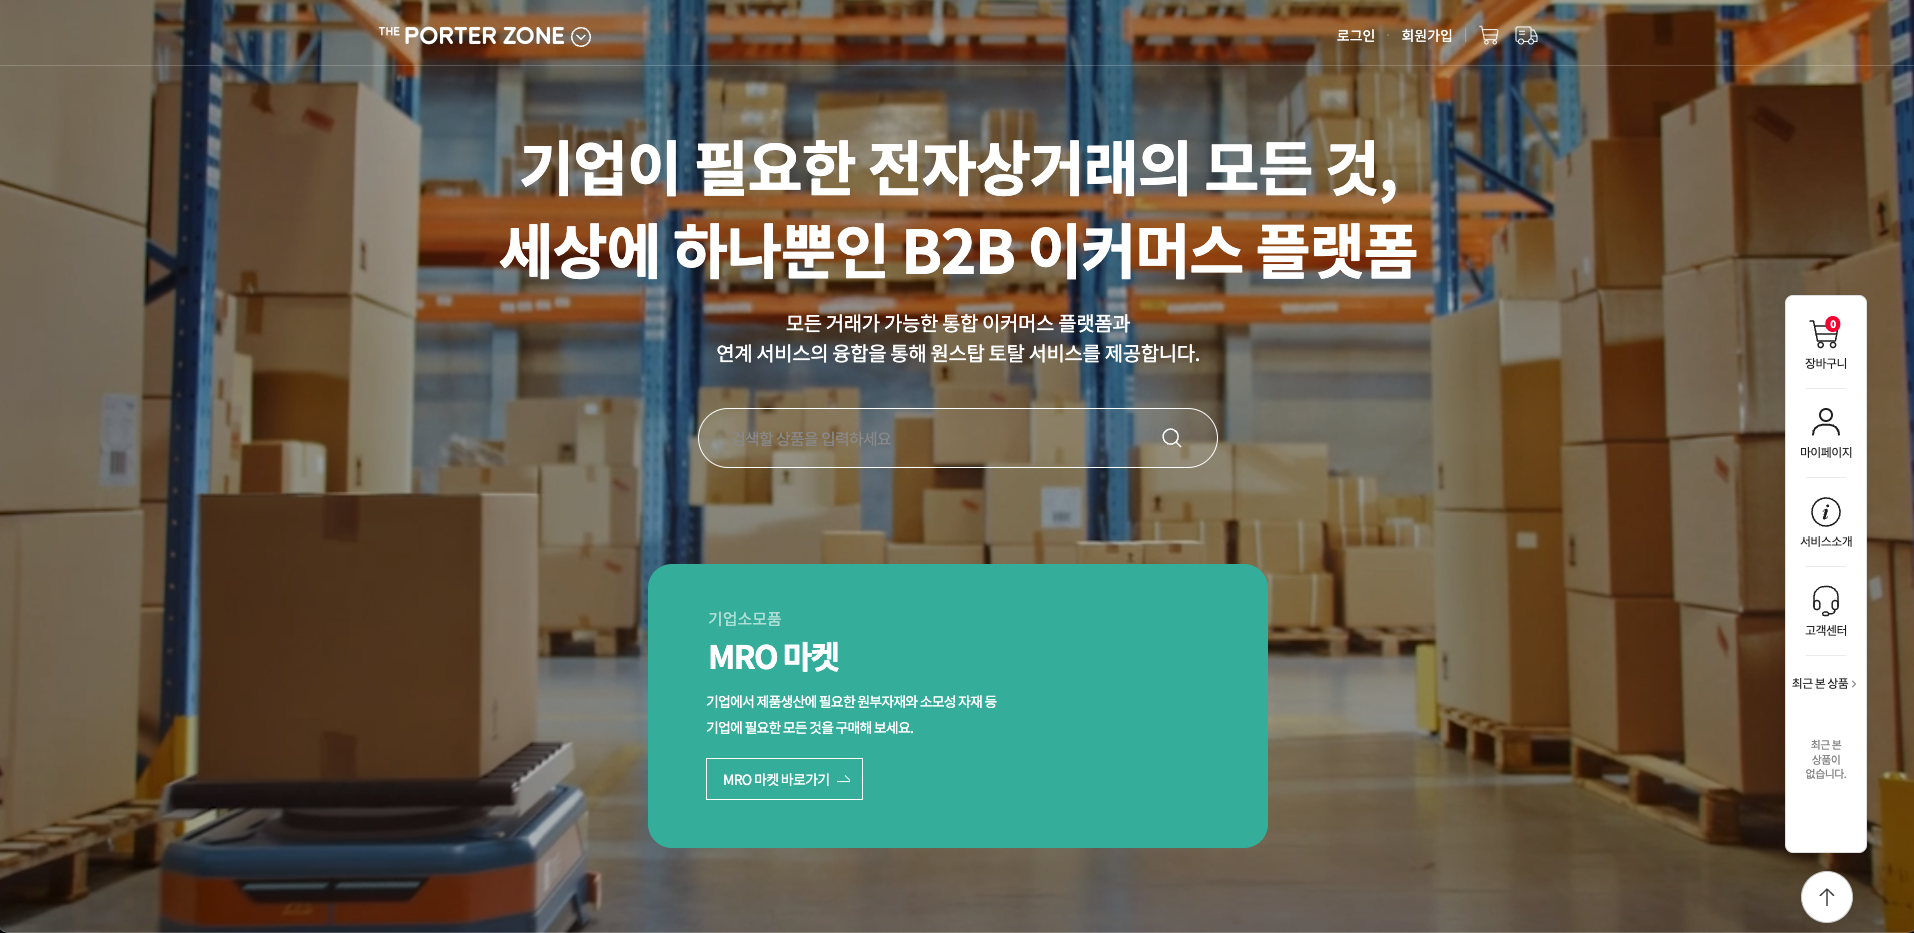 THE PORTER ZONE
로그인
회원가입
기업이 필요한 전자상거래의 모든 것,
세상에 하나뿐인 B2B 이커머스 플랫폼
모든 거래가 가능한 통합 이커머스 플랫폼과
연계 서비스의 융합을 통해 원스탑 토탈 서비스를 제공합니다.
검색할 상품을 입력하세요
기업소모품
MRO 마켓
기업에서 제품생산에 필요한 원부자재와 소모성 자재 등
기업에 필요한 모든 것을 구매해 보세요.
MRO 마켓 바로가기
0
장바구니
마이페이지
서비스소개
고객센터
최근 본 상품
최근 본
상품이
없습니다.